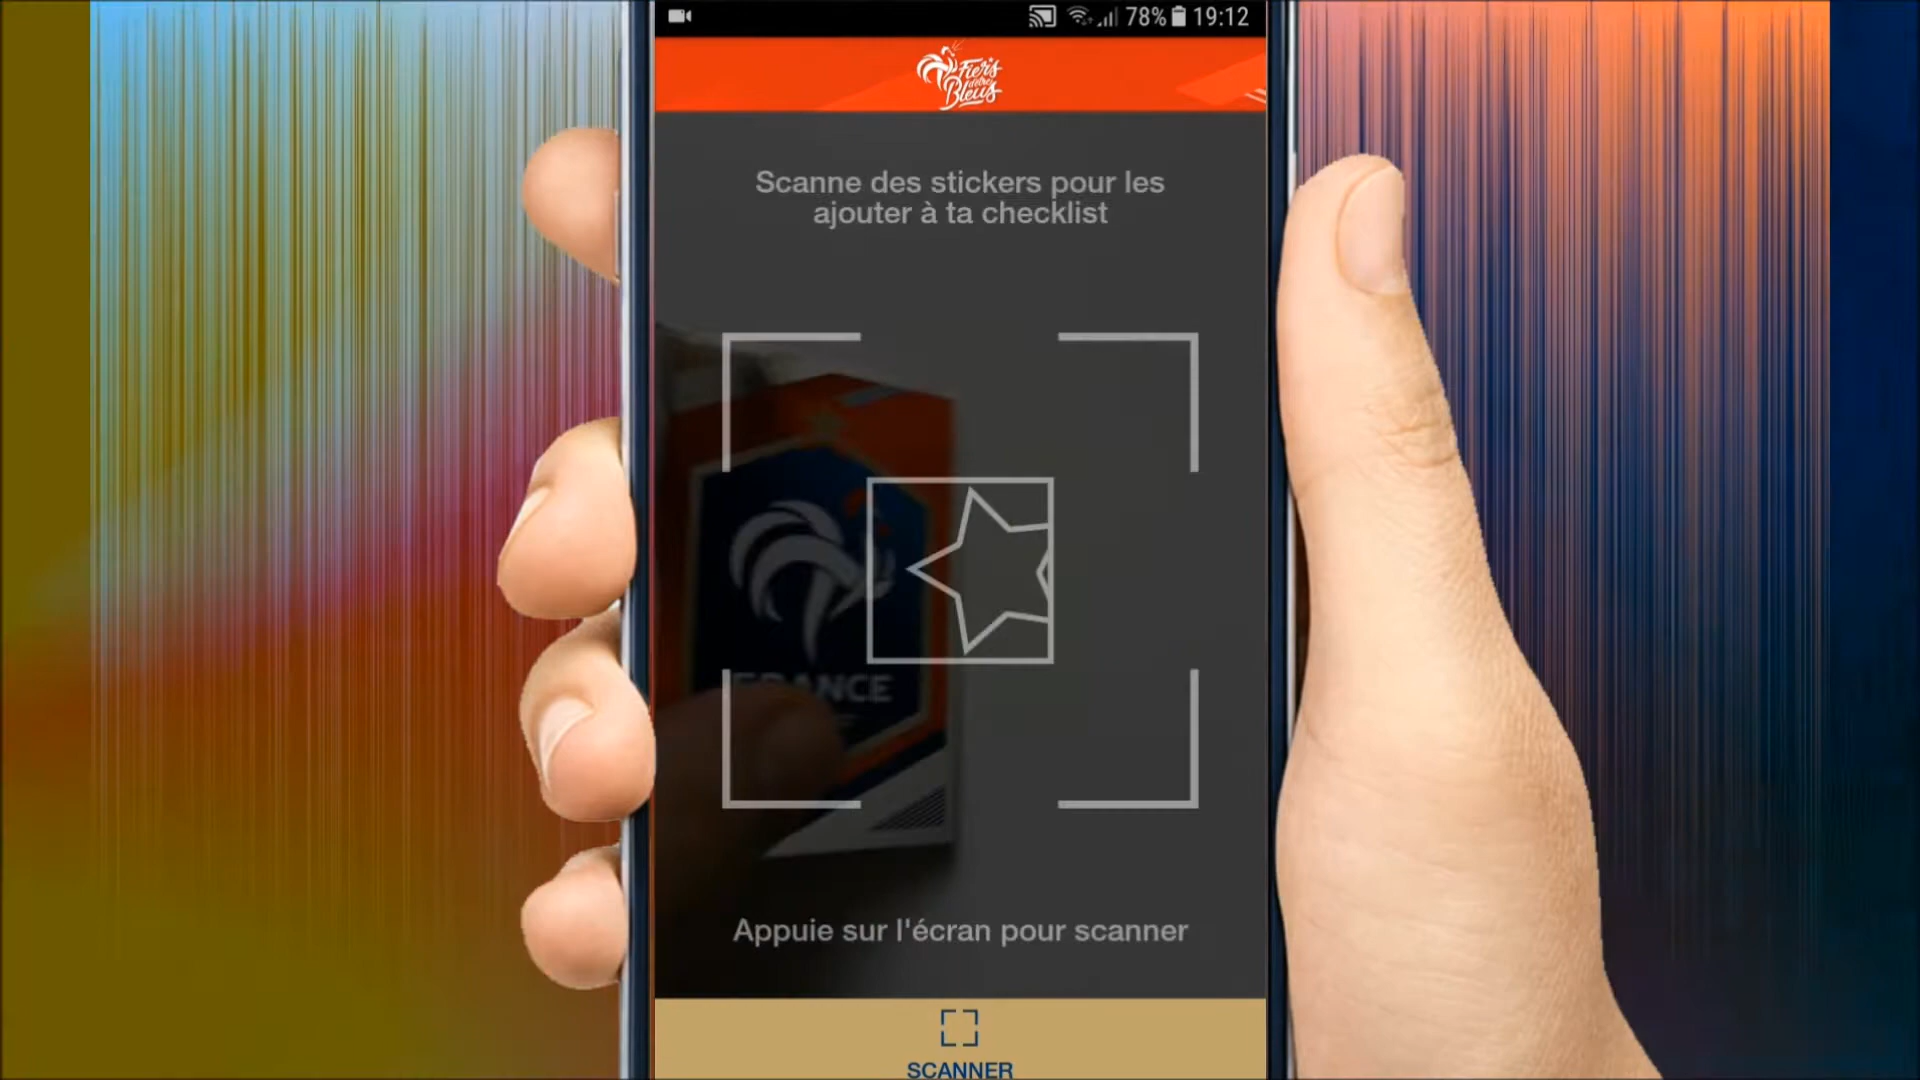 78% 19:12
Fiers
d'être
Bleus
Scanne des stickers pour les
ajouter à ta checklist
FRANCE
Appuie sur l'écran pour scanner
SCANNER